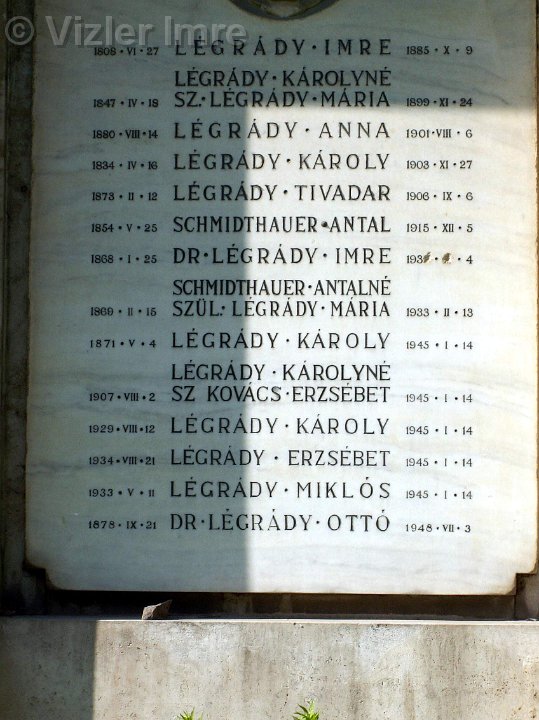 © Vizler Imre
1808 · VI · 27 LÉGRÁDY · IMRE 1885 · X · 9
LÉGRÁDY · KÁROLYNÉ
1847 · IV · 18 SZ · LÉGRÁDY · MÁRIA 1899 · XI · 24
1880 · VIII · 14 LÉGRÁDY · ANNA 1901 · VIII · 6
1834 · IV · 16 LÉGRÁDY · KÁROLY 1903 · XI · 27
1873 · II · 12 LÉGRÁDY · TIVADAR 1906 · IX · 6
1854 · V · 25 SCHMIDTHAUER · ANTAL 1915 · XII · 5
1868 · I · 25 DR · LÉGRÁDY · IMRE 4
SCHMIDTHAUER · ANTALNÉ
1869 · II · 15 SZÜL · LÉGRÁDY · MÁRIA 1933 · II · 13
1871 · V · 4 LÉGRÁDY · KÁROLY 1945 · I · 14
LÉGRÁDY · KÁROLYNÉ
1907 · VIII · 2 SZ KOVÁCS · ERZSÉBET 1945 · I · 14
1929 · VIII · 12 LÉGRÁDY · KÁROLY 1945 · I · 14
1934 · VIII · 21 LÉGRÁDY · ERZSÉBET 1945 · I · 14
1933 · V · 11 LÉGRÁDY · MIKLÓS 1945 · I · 14
1878 · IX · 21 DR · LÉGRÁDY · OTTÓ 1948 · VII · 3